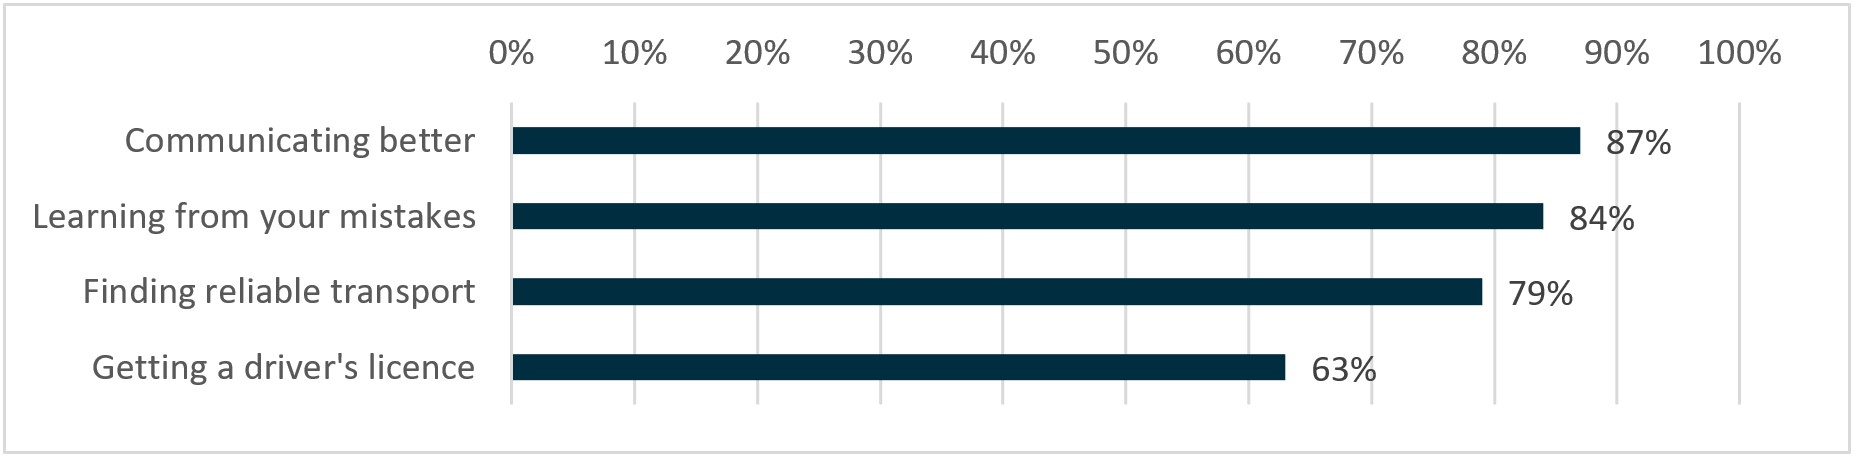 0% 10% 20% 30% 40% 50% 60% 70% 80% 90% 100%
Communicating better 87%
Learning from your mistakes 84%
Finding reliable transport 79%
Getting a driver's licence 63%